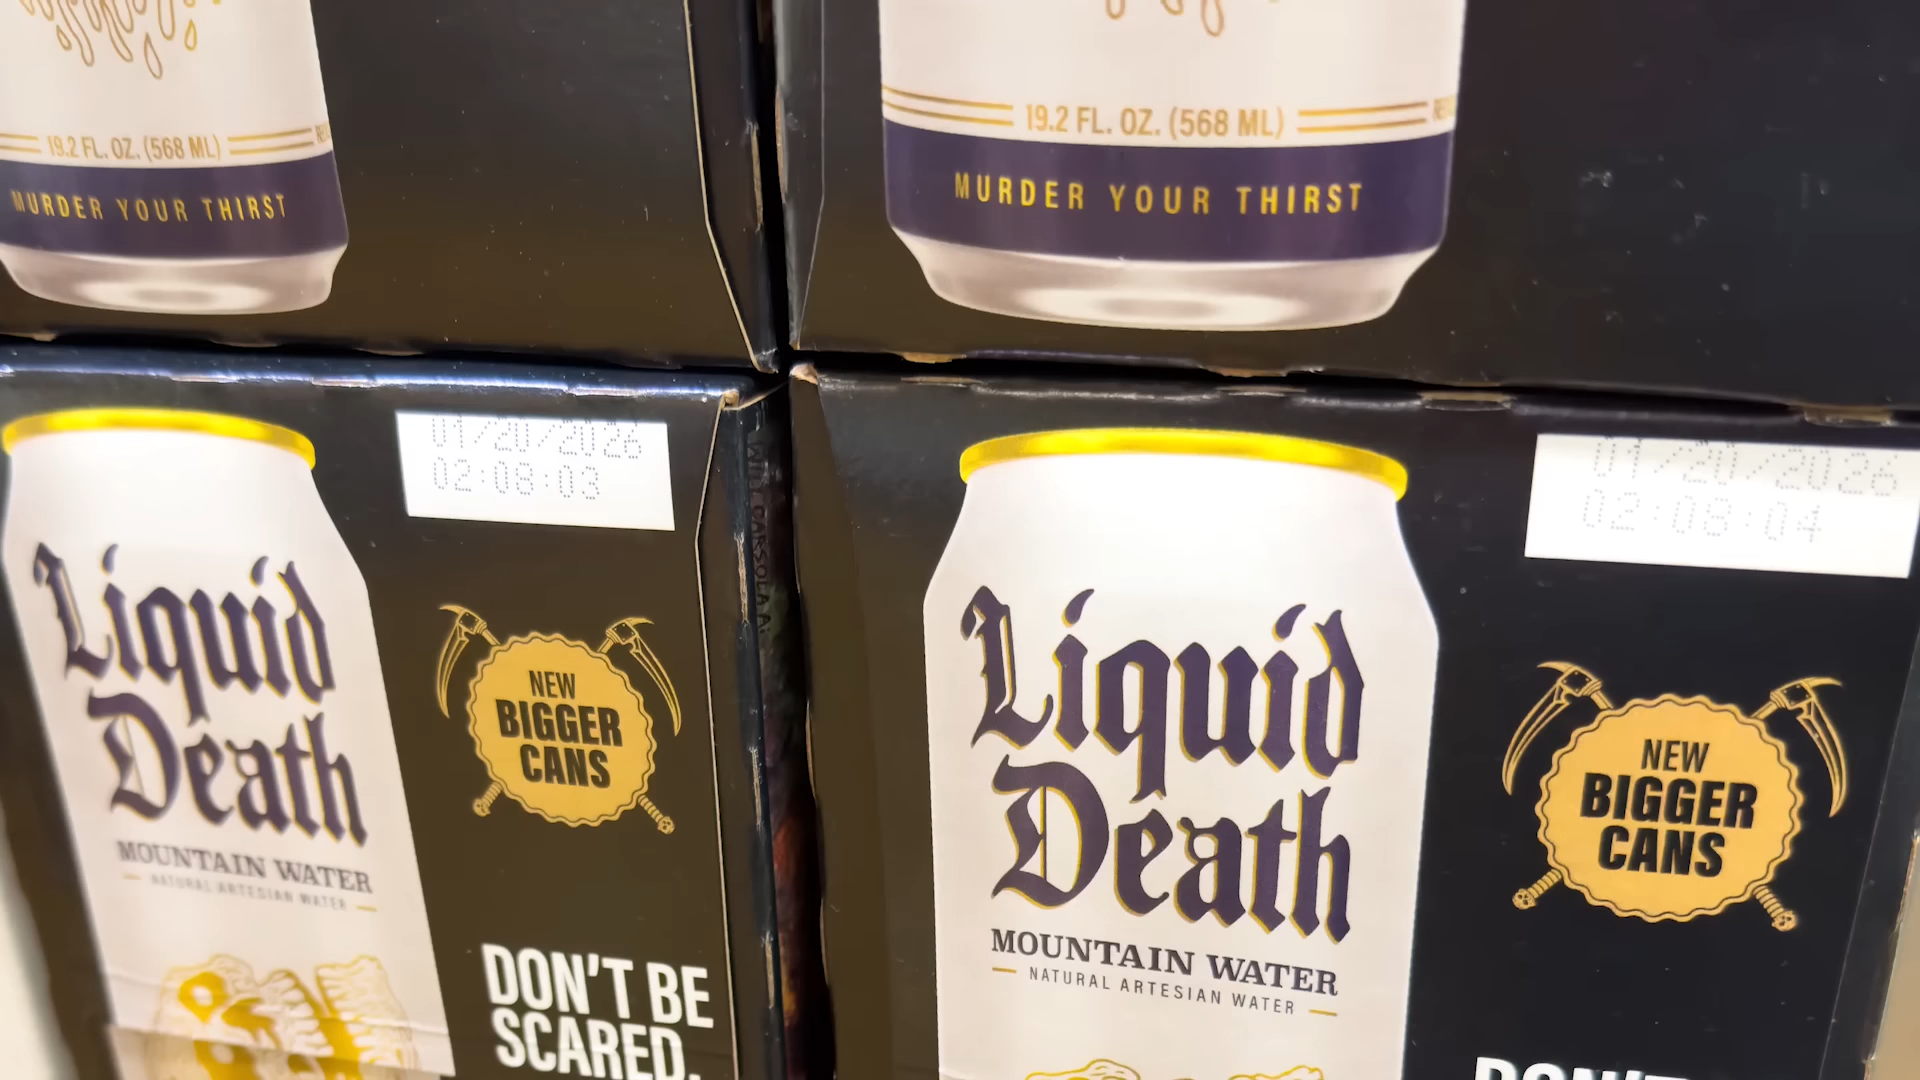 19.2 FL. OZ. (568 ML)
MURDER YOUR THIRST
19.2 FL. OZ. (568 ML)
MURDER YOUR THIRST
01/20/2026
02:08:03
Liquid
Death
MOUNTAIN WATER
NATURAL ARTESIAN WATER
NEW
BIGGER
CANS
DON'T BE
SCARED.
01/20/2026
02:08:04
Liquid
Death
MOUNTAIN WATER
NATURAL ARTESIAN WATER
NEW
BIGGER
CANS